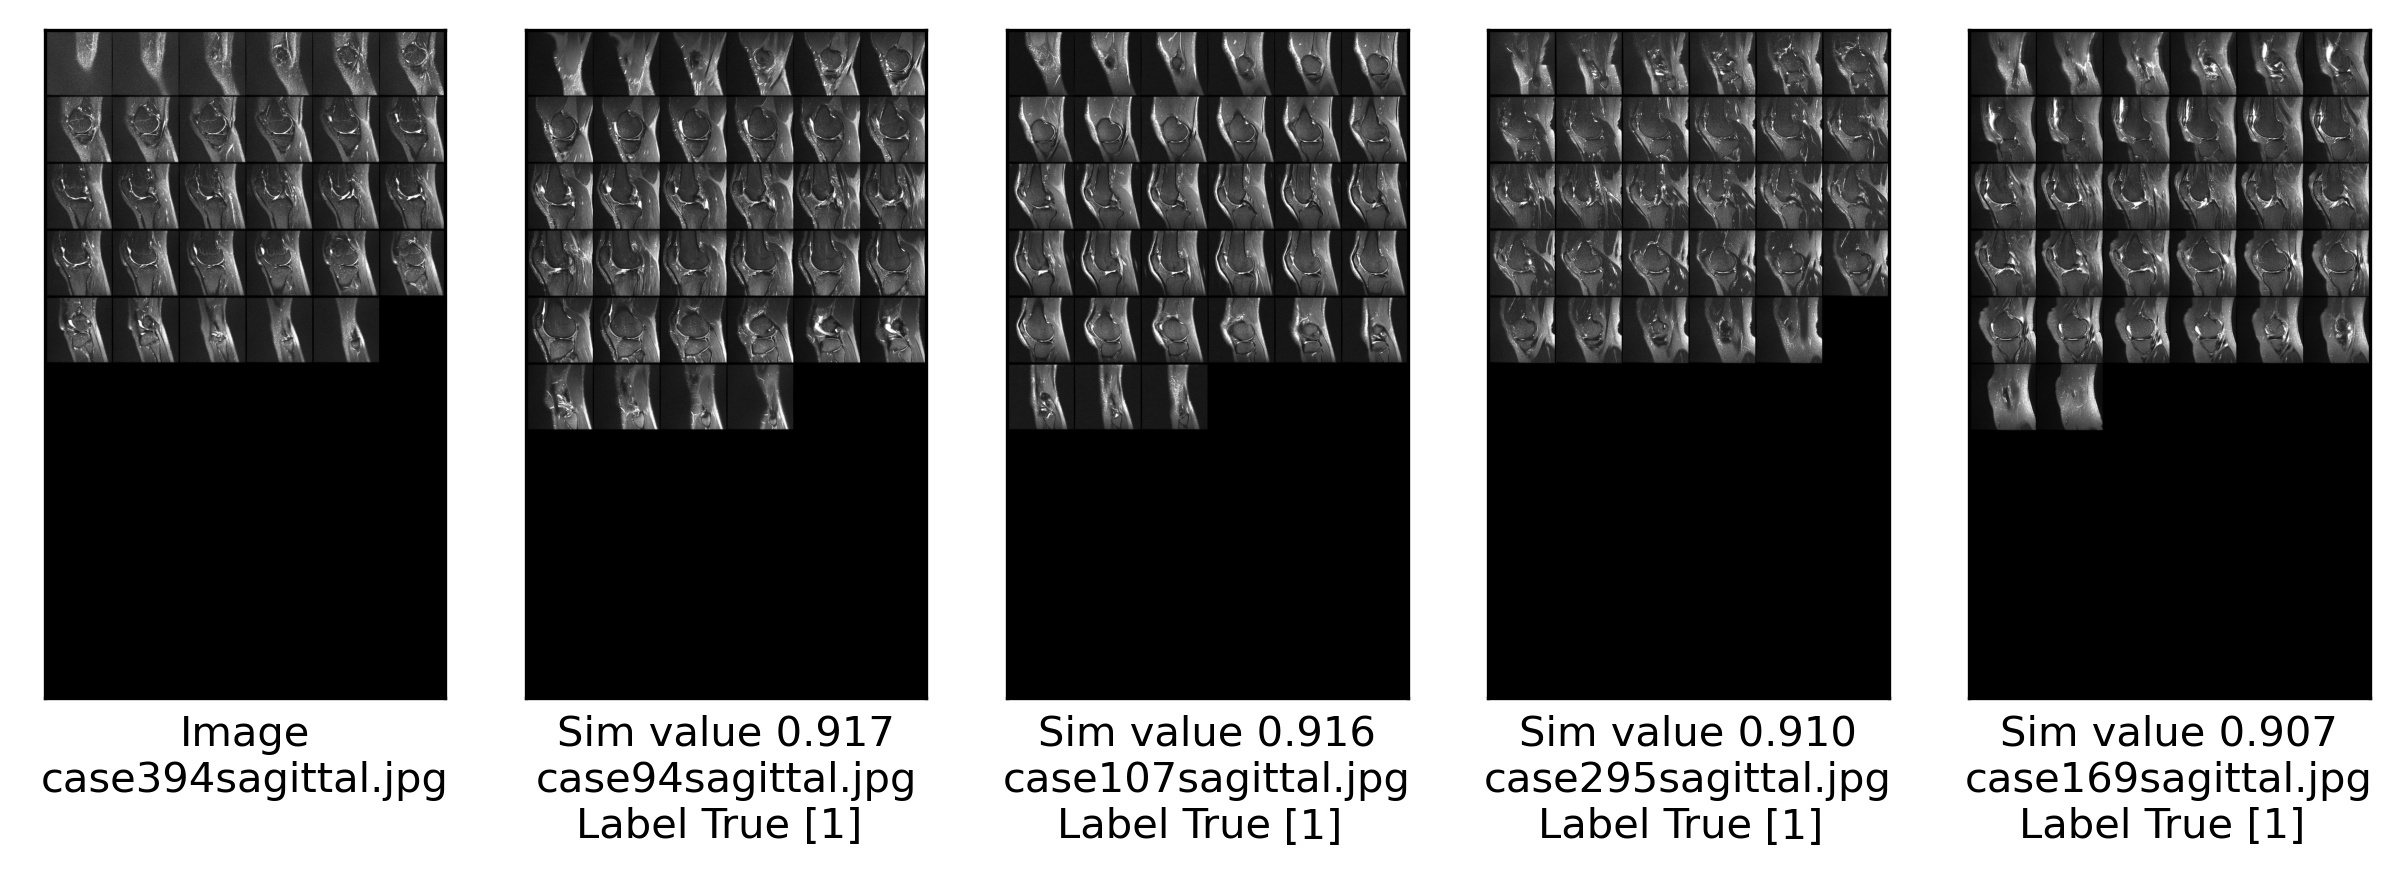 Image
case394sagittal.jpg
Sim value 0.917
case94sagittal.jpg
Label True [1]
Sim value 0.916
case107sagittal.jpg
Label True [1]
Sim value 0.910
case295sagittal.jpg
Label True [1]
Sim value 0.907
case169sagittal.jpg
Label True [1]